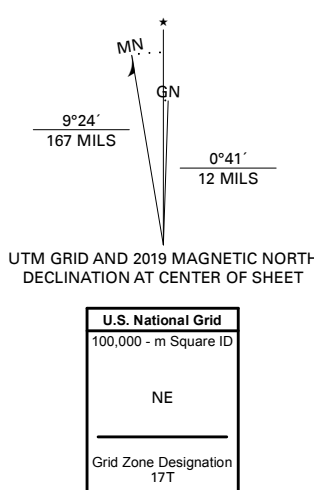 MN
GN
9°24´
167 MILS
0°41´
12 MILS
UTM GRID AND 2019 MAGNETIC NORTH
DECLINATION AT CENTER OF SHEET
U.S. National Grid
100,000 - m Square ID
NE
Grid Zone Designation
17T